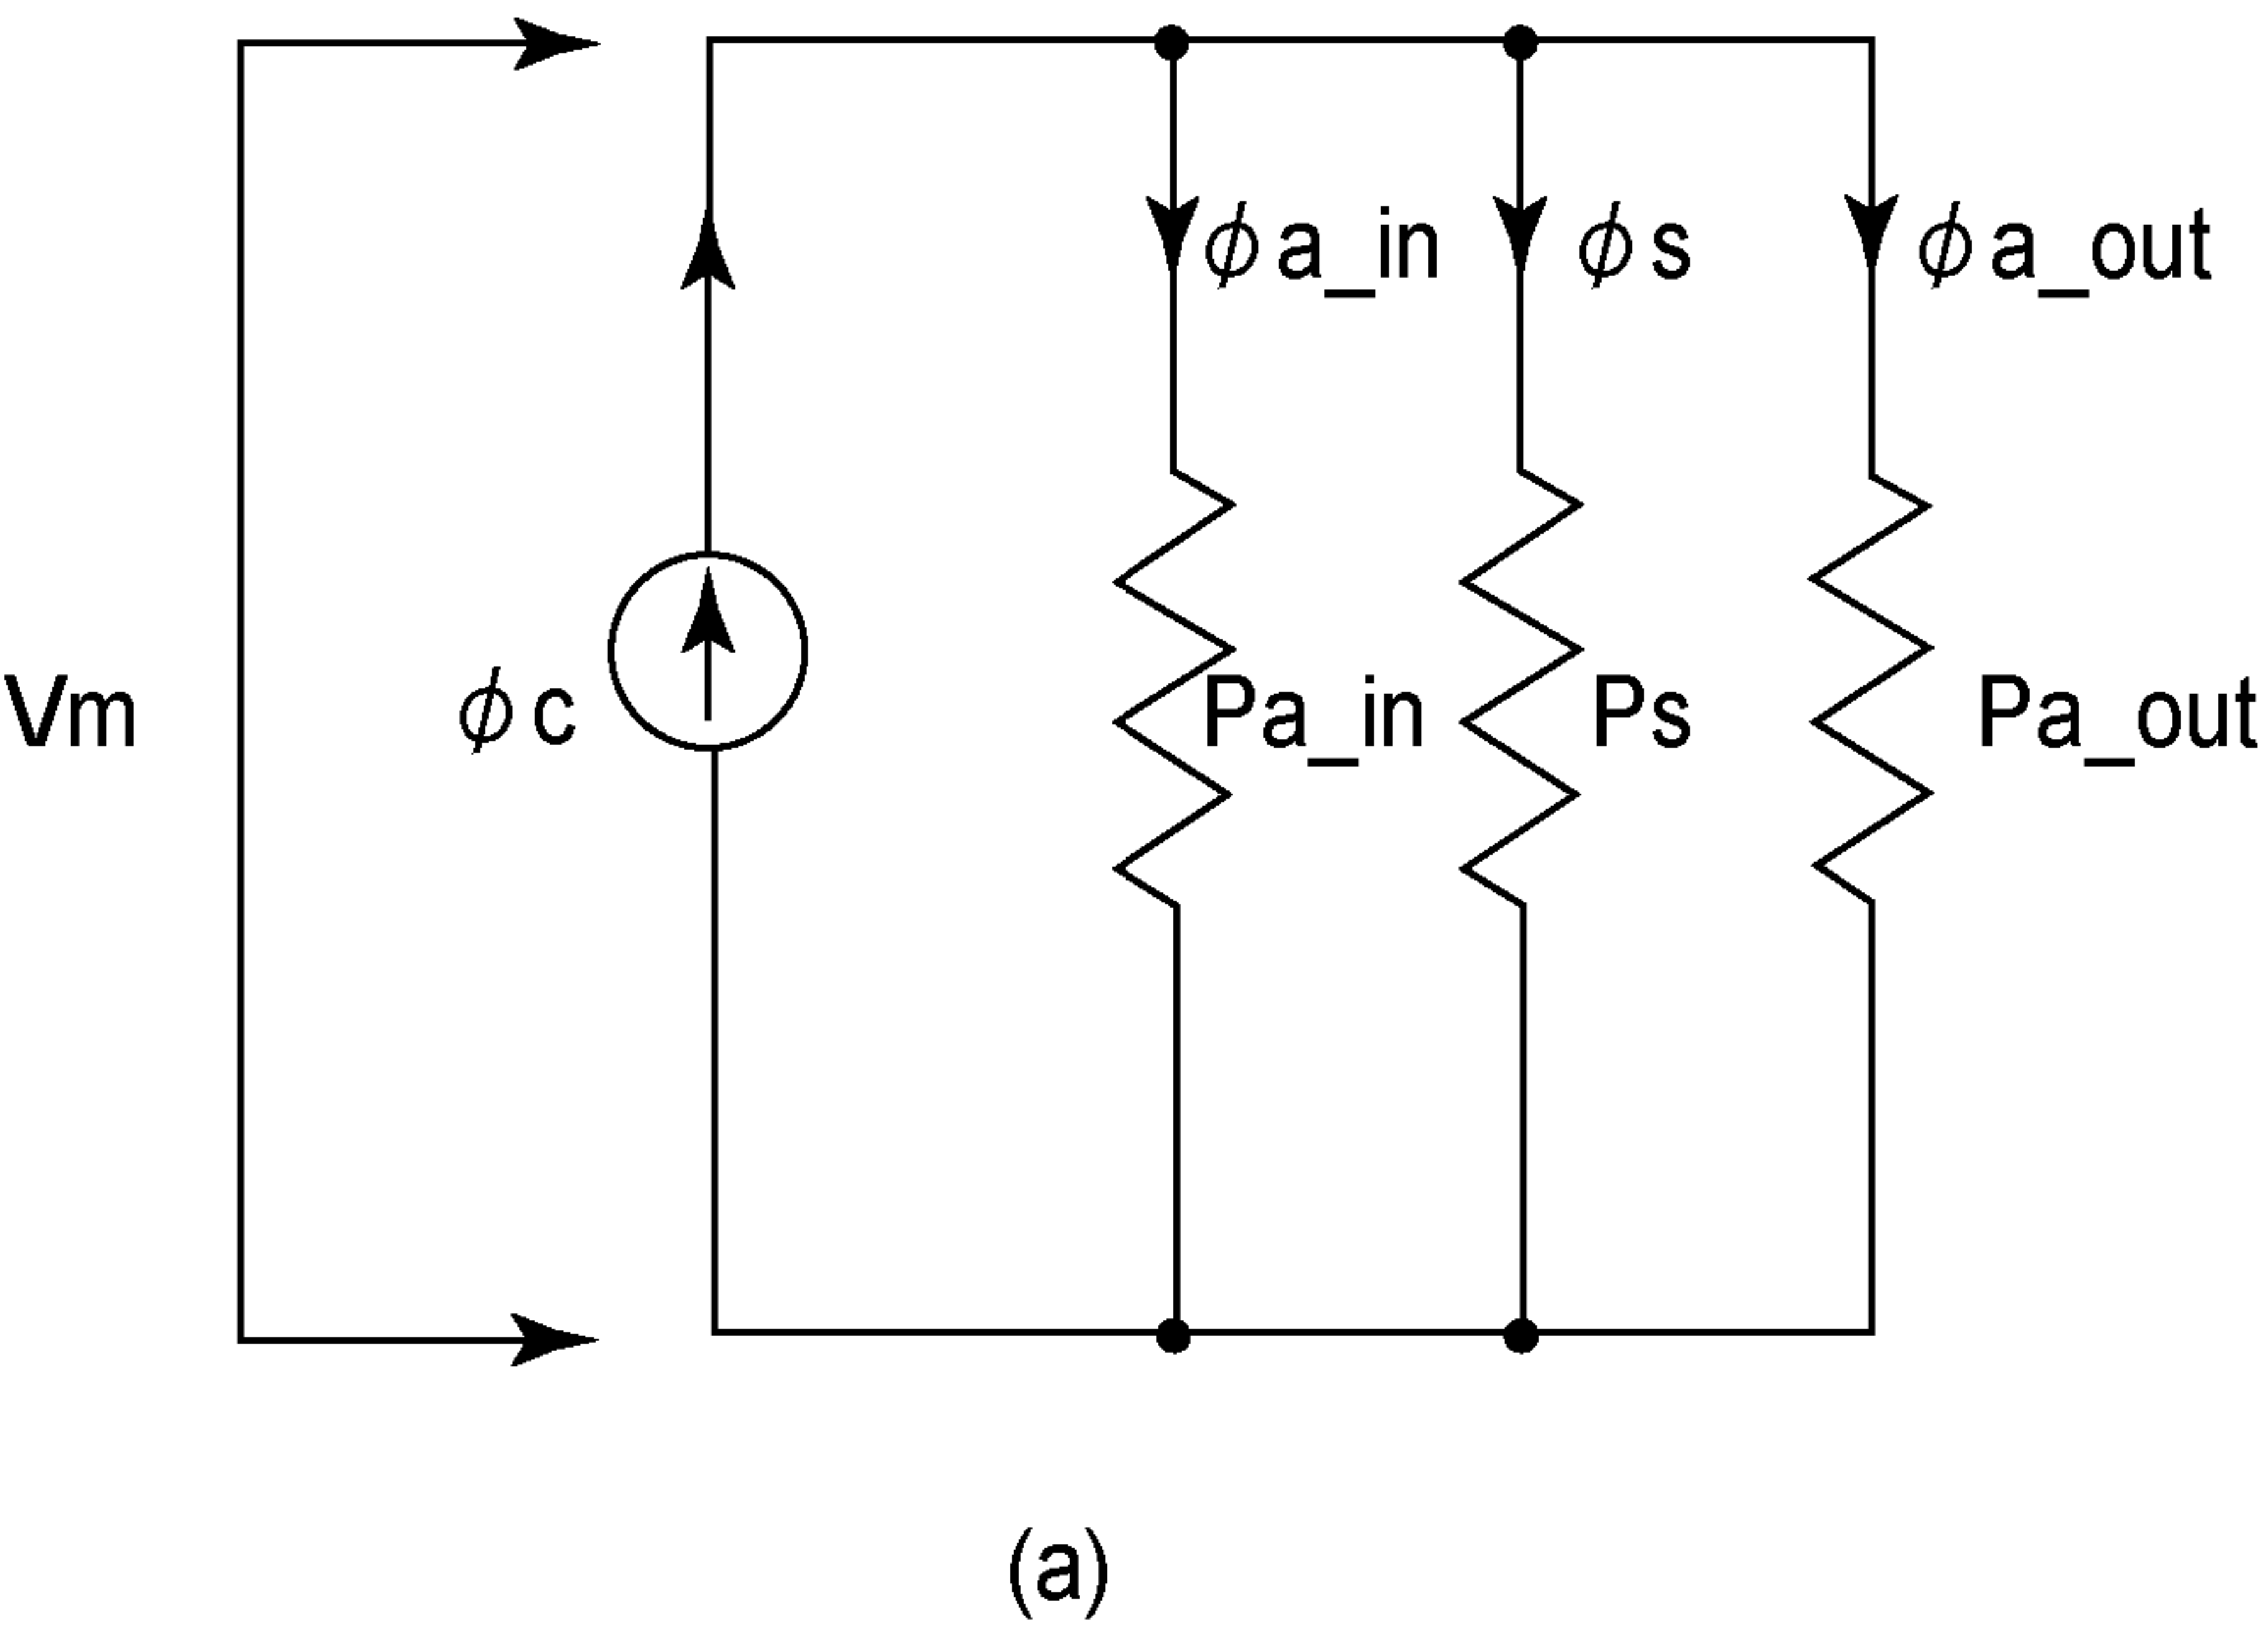 ϕa_in ϕs ϕa_out
Vm ϕc Pa_in Ps Pa_out
(a)